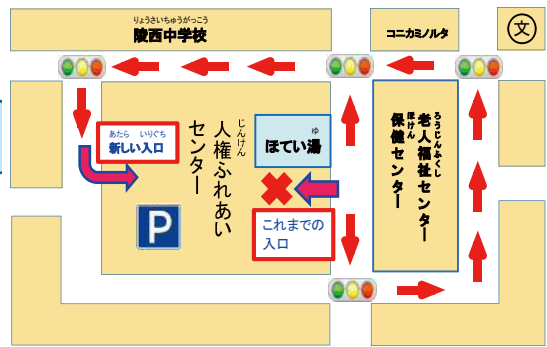 りょうさいちゅうがっこう
陵西中学校
コニカミノルタ
文
あたら いりぐち
新しい入口
じんけん
人権ふれあい
センター
ゆ
ほてい湯
ろうじんふくし
老人福祉センター
ほけん
保健センター
P
これまでの
入口